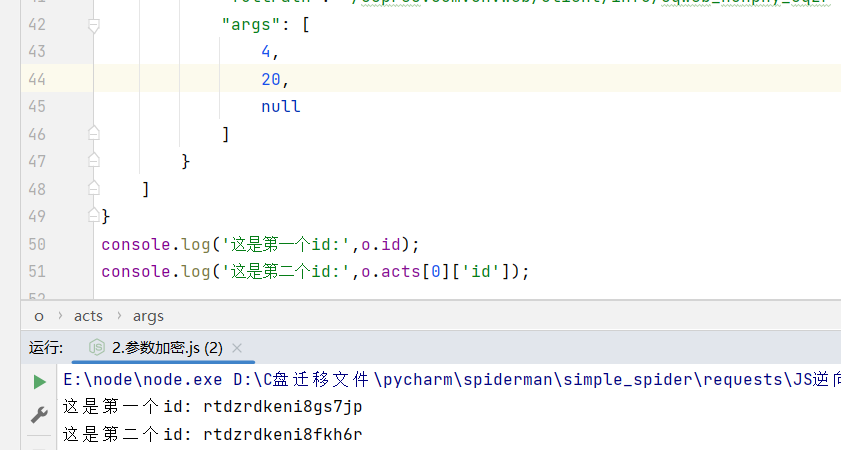 42 "args": [
43 4,
44 20,
45 null
46 ]
47 }
48 ]
49 }
50 console.log('这是第一个id:',o.id);
51 console.log('这是第二个id:',o.acts[0]['id']);
o › acts › args
运行: 2.参数加密.js (2) ×
E:\node\node.exe D:\C盘迁移文件\pycharm\spiderman\simple_spider\requests\JS逆向
这是第一个id: rtdzrdkeni8gs7jp
这是第二个id: rtdzrdkeni8fkh6r